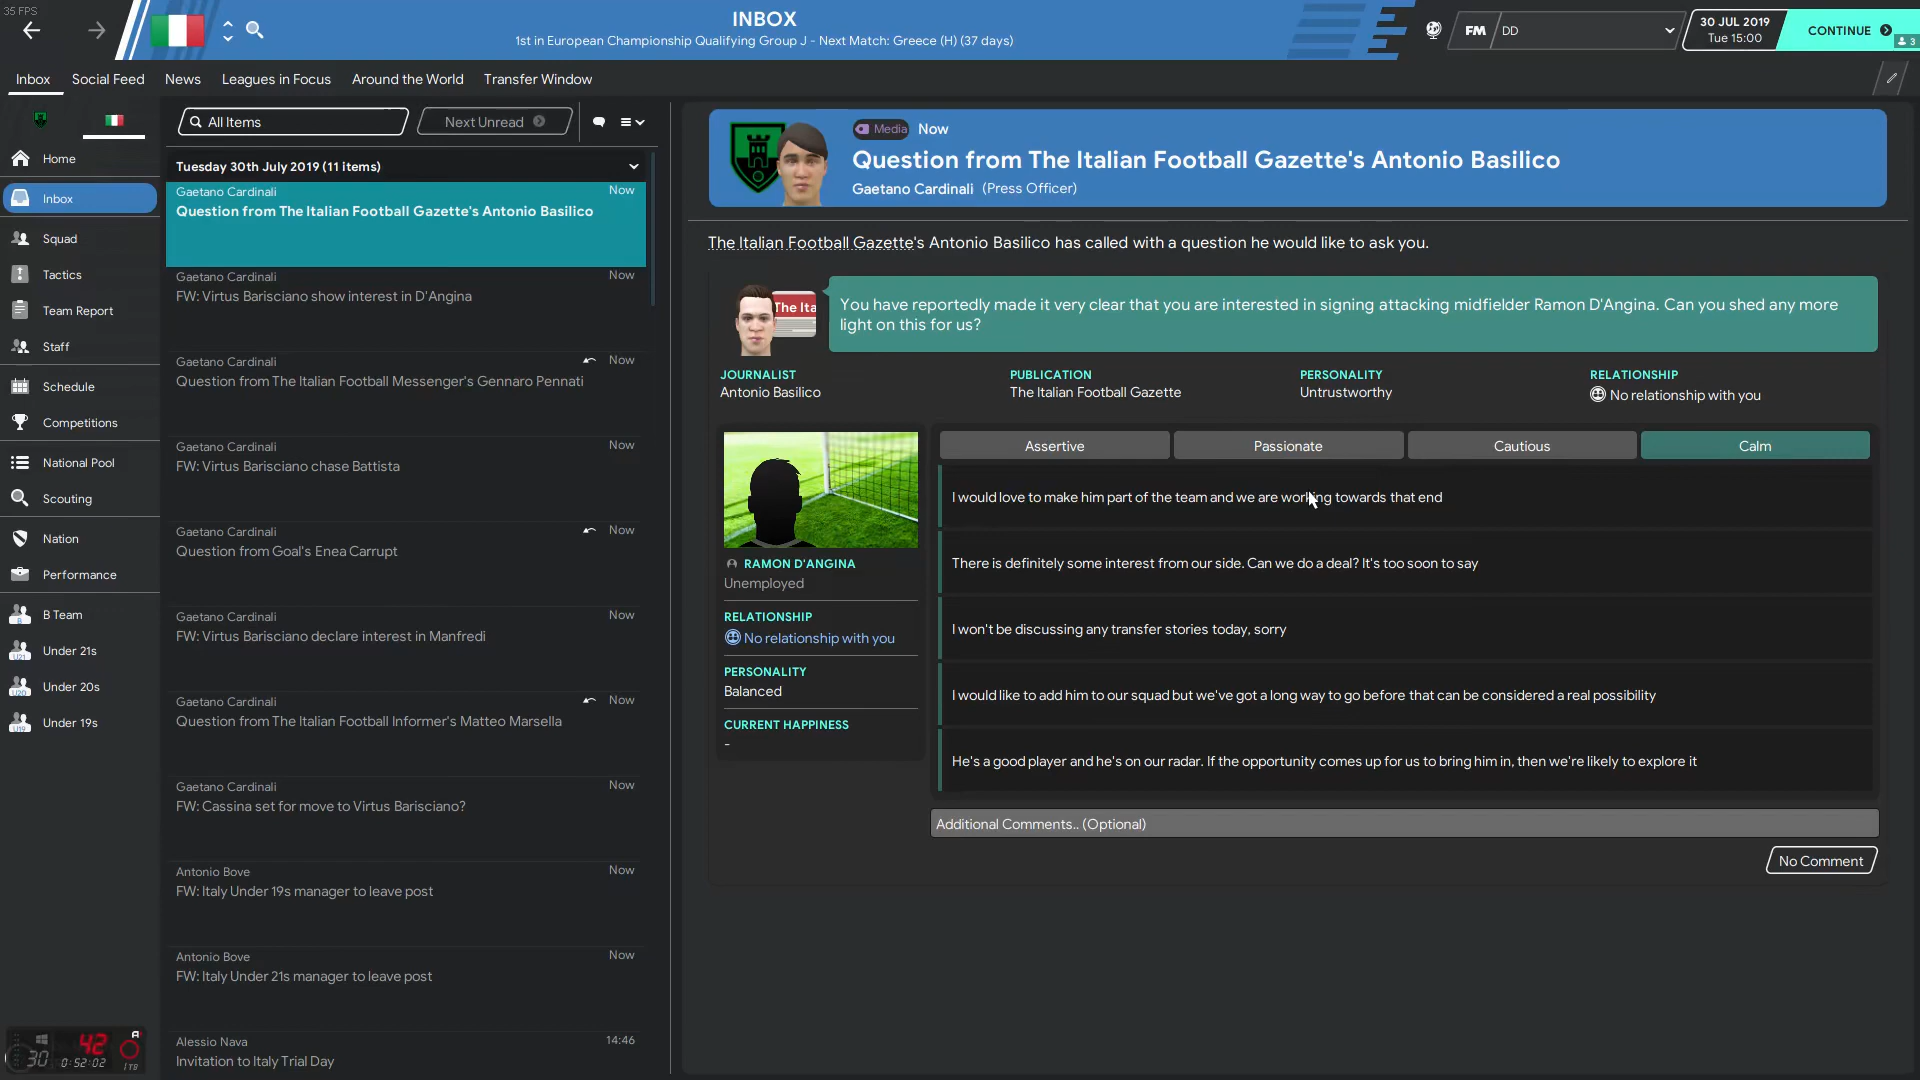 35 FPS
INBOX
1st in European Championship Qualifying Group J - Next Match: Greece (H) (37 days)
FM
DD
30 JUL 2019
Tue 15:00
CONTINUE
3
Inbox
Social Feed
News
Leagues in Focus
Around the World
Transfer Window
Home
Inbox
Squad
Tactics
Team Report
Staff
Schedule
Competitions
National Pool
Scouting
Nation
Performance
B Team
Under 21s
Under 20s
Under 19s
All Items
Next Unread
Tuesday 30th July 2019 (11 items)
Gaetano Cardinali Now
Question from The Italian Football Gazette's Antonio Basilico
Gaetano Cardinali Now
FW: Virtus Barisciano show interest in D'Angina
Gaetano Cardinali Now
Question from The Italian Football Messenger's Gennaro Pennati
Gaetano Cardinali Now
FW: Virtus Barisciano chase Battista
Gaetano Cardinali Now
Question from Goal's Enea Carrupt
Gaetano Cardinali Now
FW: Virtus Barisciano declare interest in Manfredi
Gaetano Cardinali Now
Question from The Italian Football Informer's Matteo Marsella
Gaetano Cardinali Now
FW: Cassina set for move to Virtus Barisciano?
Antonio Bove Now
FW: Italy Under 19s manager to leave post
Antonio Bove Now
FW: Italy Under 21s manager to leave post
Alessio Nava 14:46
Invitation to Italy Trial Day
Media Now
Question from The Italian Football Gazette's Antonio Basilico
Gaetano Cardinali (Press Officer)
The Italian Football Gazette's Antonio Basilico has called with a question he would like to ask you.
The Ita
You have reportedly made it very clear that you are interested in signing attacking midfielder Ramon D'Angina. Can you shed any more
light on this for us?
JOURNALIST
Antonio Basilico
PUBLICATION
The Italian Football Gazette
PERSONALITY
Untrustworthy
RELATIONSHIP
No relationship with you
RAMON D'ANGINA
Unemployed
RELATIONSHIP
No relationship with you
PERSONALITY
Balanced
CURRENT HAPPINESS
-
Assertive
Passionate
Cautious
Calm
I would love to make him part of the team and we are working towards that end
There is definitely some interest from our side. Can we do a deal? It's too soon to say
I won't be discussing any transfer stories today, sorry
I would like to add him to our squad but we've got a long way to go before that can be considered a real possibility
He's a good player and he's on our radar. If the opportunity comes up for us to bring him in, then we're likely to explore it
Additional Comments.. (Optional)
No Comment
42
30
0:52:02
1TB